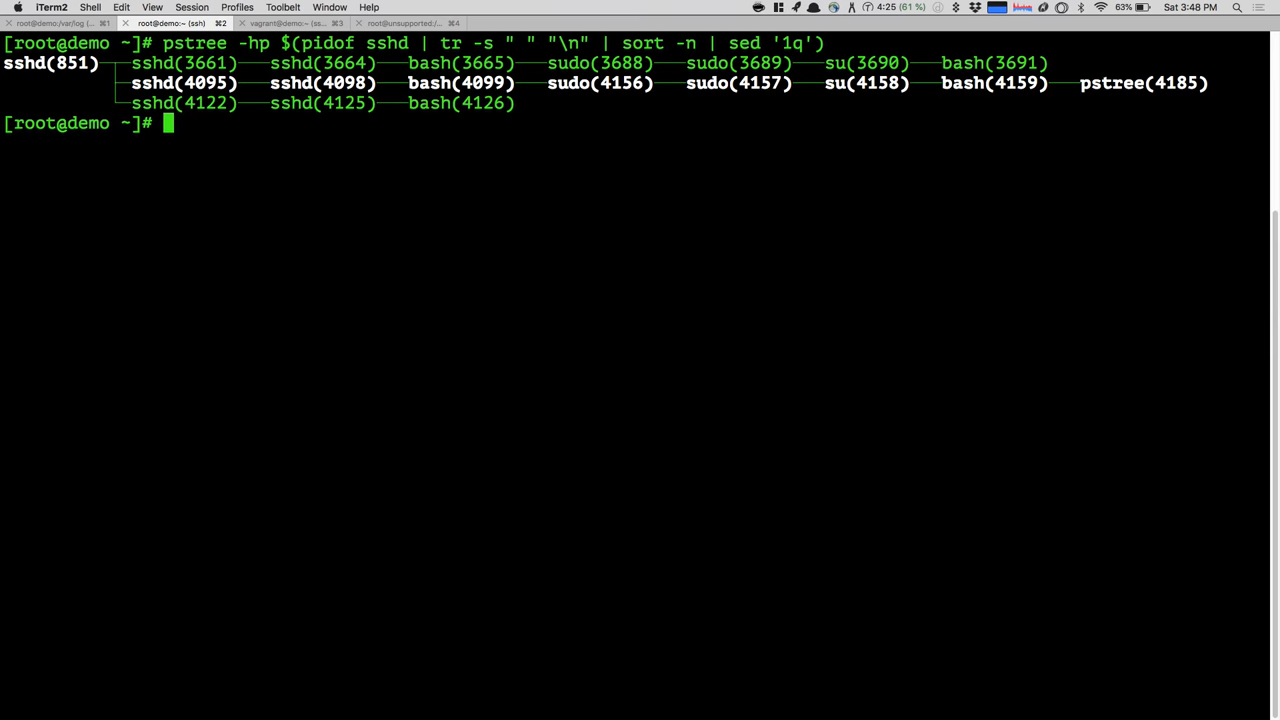 iTerm2 Shell Edit View Session Profiles Toolbelt Window Help 4:25 (61 %) 63% Sat 3:48 PM
root@demo:/var/log ( ⌘1 root@demo:~ (ssh) ⌘2 vagrant@demo:~ (ss... ⌘3 root@unsupported:/... ⌘4
[root@demo ~]# pstree -hp $(pidof sshd | tr -s " " "\n" | sort -n | sed '1q')
sshd(851)─┬─sshd(3661)───sshd(3664)───bash(3665)───sudo(3688)───sudo(3689)───su(3690)───bash(3691)
├─sshd(4095)───sshd(4098)───bash(4099)───sudo(4156)───sudo(4157)───su(4158)───bash(4159)───pstree(4185)
└─sshd(4122)───sshd(4125)───bash(4126)
[root@demo ~]#